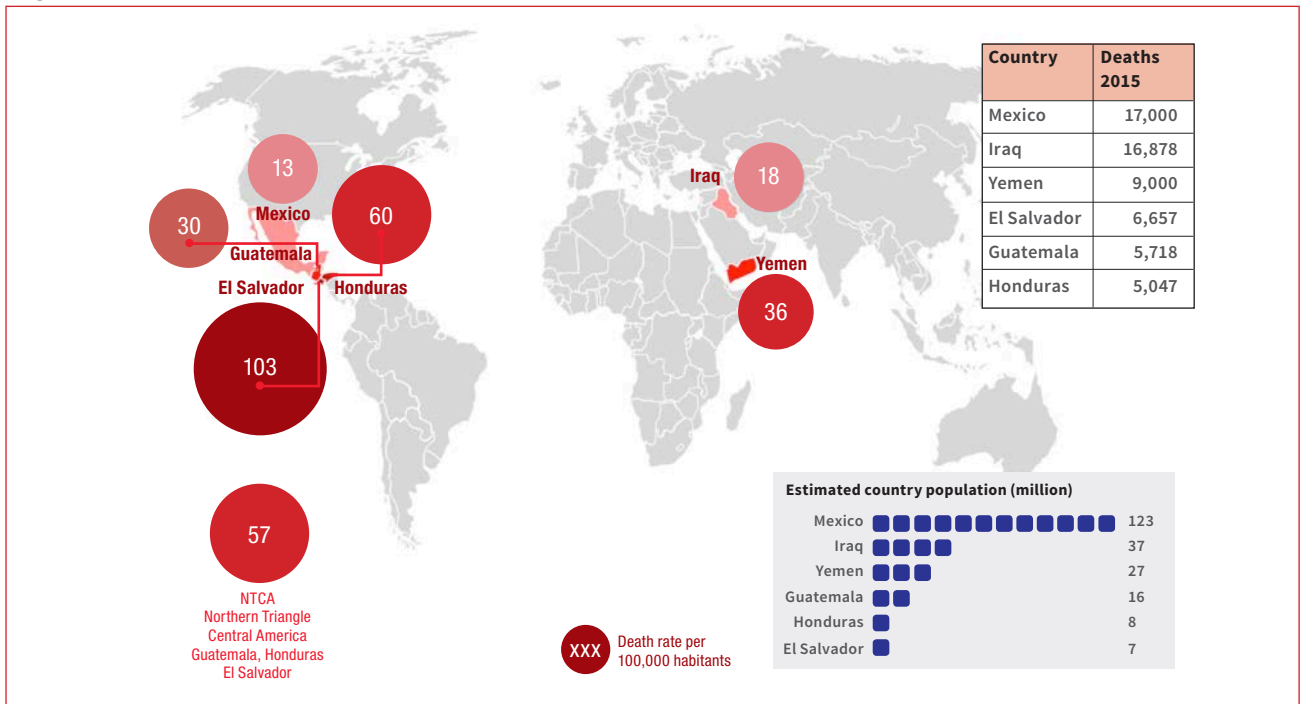 Country Deaths 2015
Mexico 17,000
Iraq 16,878
Yemen 9,000
El Salvador 6,657
Guatemala 5,718
Honduras 5,047
13
Mexico
30
Guatemala
60
El Salvador
Honduras
103
Iraq
18
Yemen
36
57
NTCA
Northern Triangle
Central America
Guatemala, Honduras
El Salvador
XXX
Death rate per
100,000 habitants
Estimated country population (million)
Mexico 123
Iraq 37
Yemen 27
Guatemala 16
Honduras 8
El Salvador 7